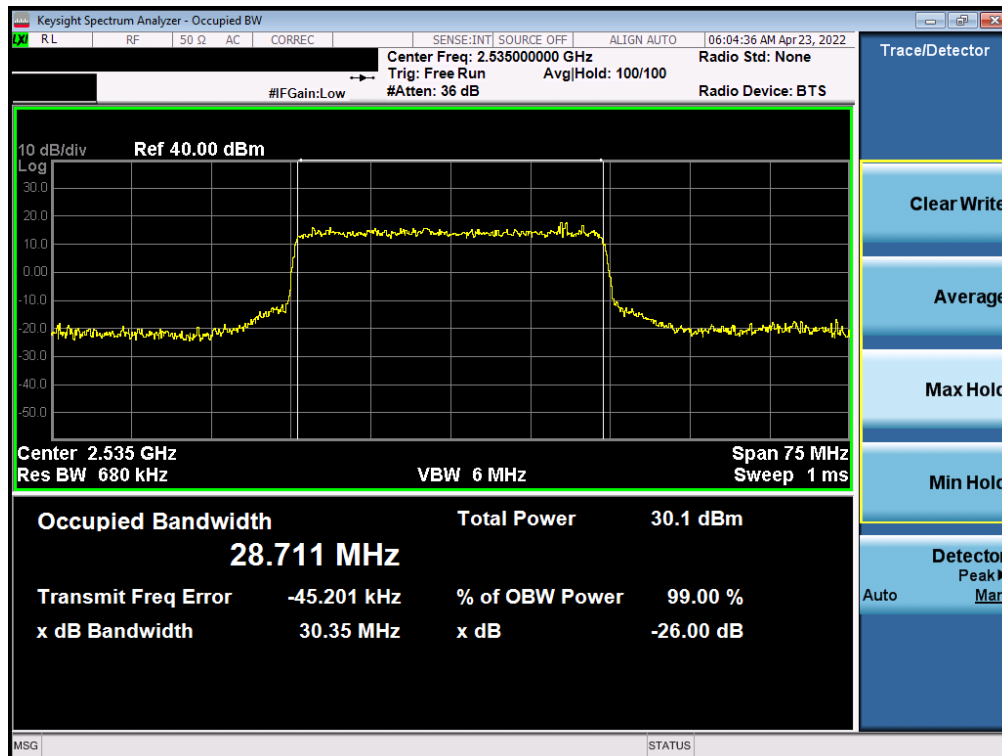 Keysight Spectrum Analyzer - Occupied BW
LXI RL RF 50 Ω AC CORREC SENSE:INT SOURCE OFF ALIGN AUTO 06:04:36 AM Apr 23, 2022
Center Freq: 2.535000000 GHz Radio Std: None
Trig: Free Run Avg|Hold: 100/100
#IFGain:Low #Atten: 36 dB Radio Device: BTS
Trace/Detector
10 dB/div Ref 40.00 dBm
Log
30.0
20.0
10.0
0.00
-10.0
-20.0
-30.0
-40.0
-50.0
Center 2.535 GHz Span 75 MHz
Res BW 680 kHz VBW 6 MHz Sweep 1 ms
Occupied Bandwidth Total Power 30.1 dBm
28.711 MHz
Transmit Freq Error -45.201 kHz % of OBW Power 99.00 %
x dB Bandwidth 30.35 MHz x dB -26.00 dB
Clear Write
Average
Max Hold
Min Hold
Detector
Peak
Auto Man
MSG STATUS